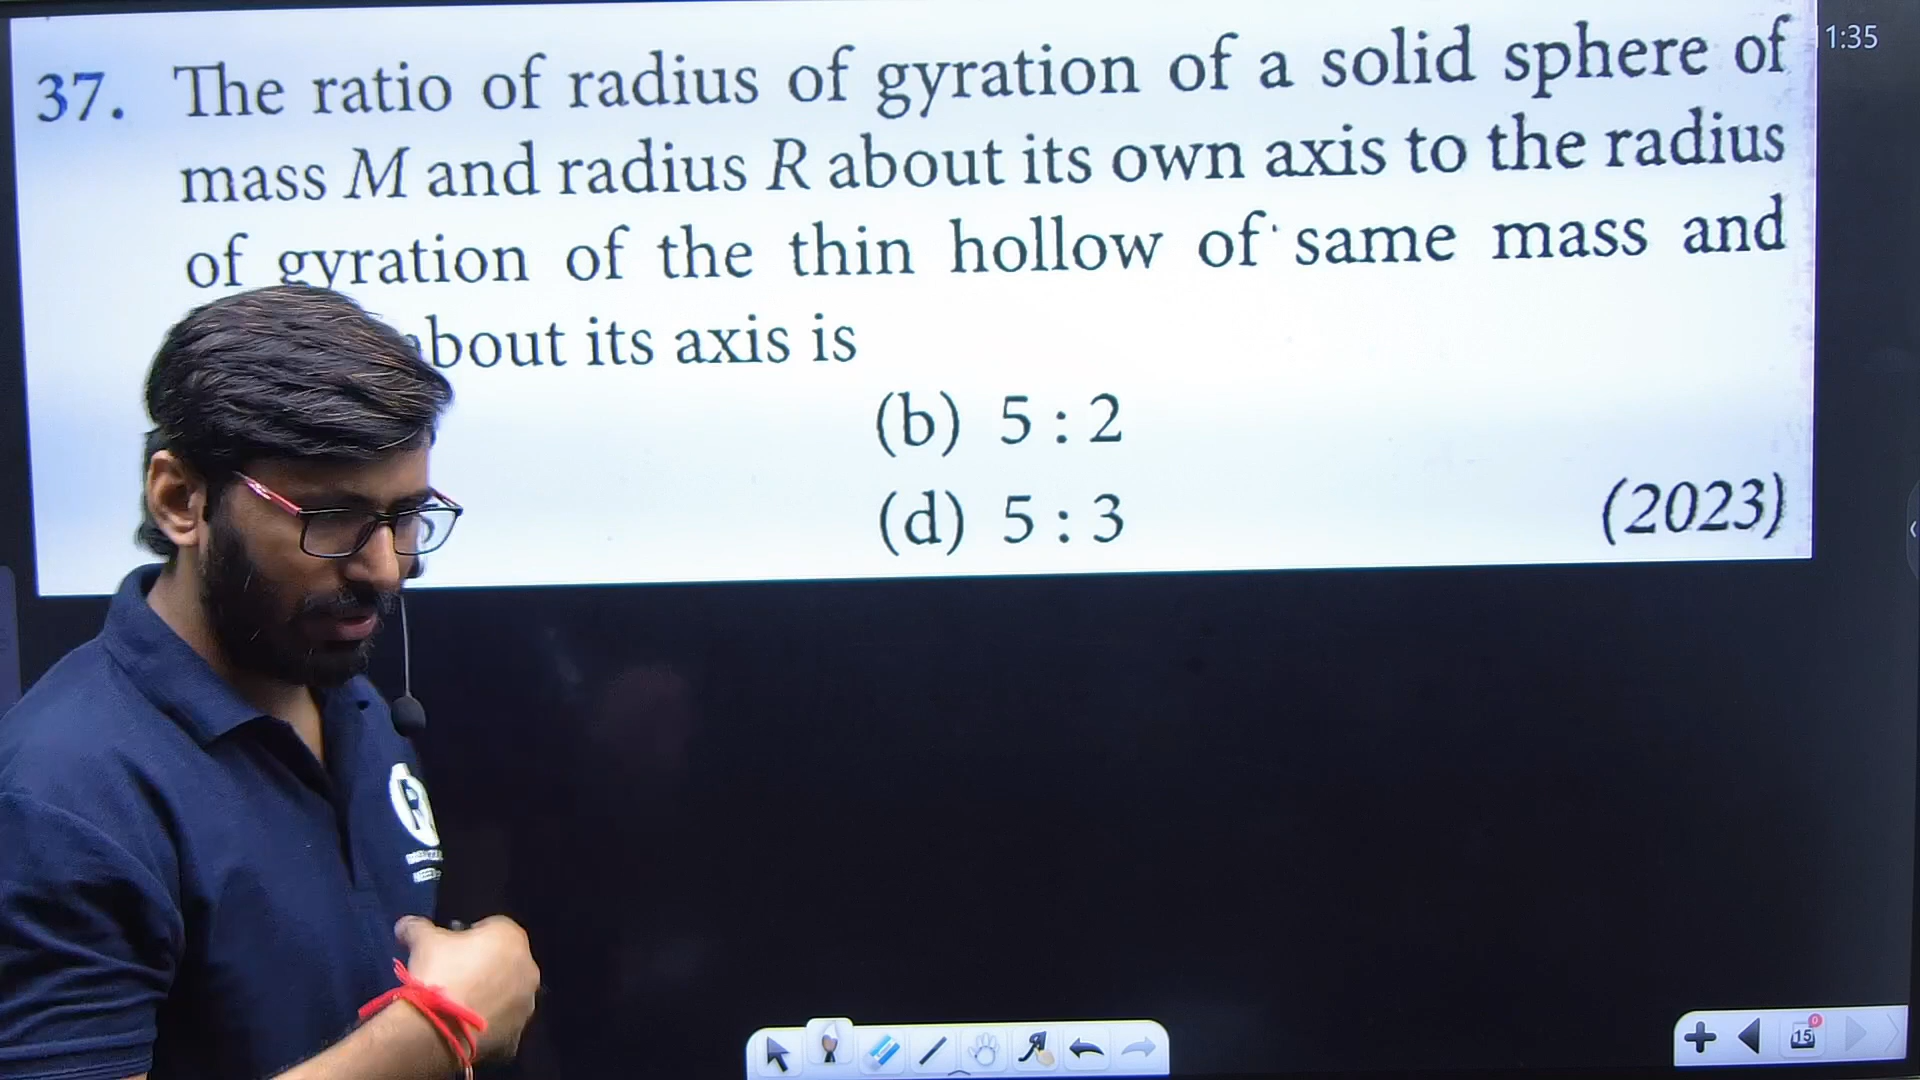 1:35
37. The ratio of radius of gyration of a solid sphere of
mass M and radius R about its own axis to the radius
of gyration of the thin hollow of same mass and
about its axis is
(b) 5 : 2
(d) 5 : 3
(2023)
R
15
0